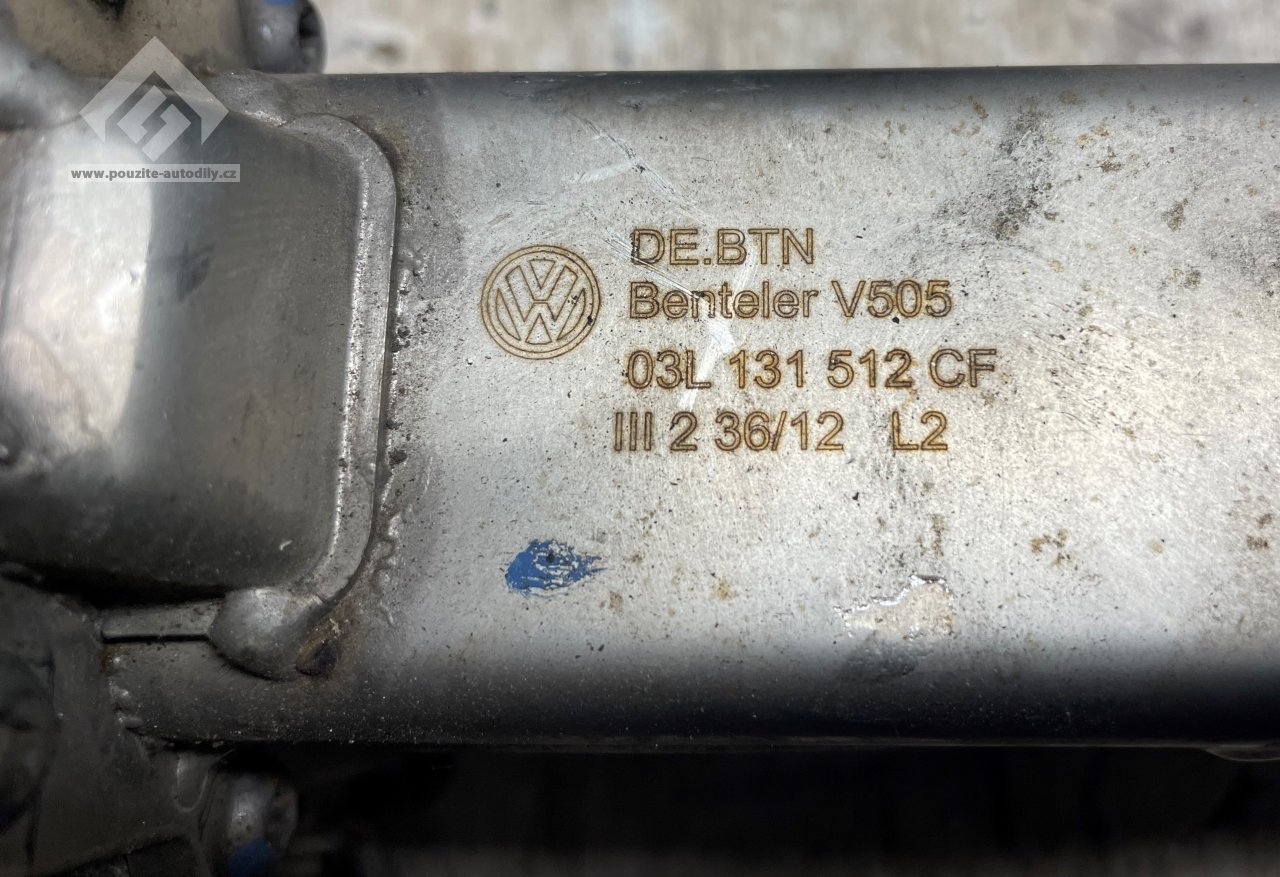 www.pouzite-autodily.cz
DE.BTN
Benteler V505
03L 131 512 CF
III 2 36/12 L2